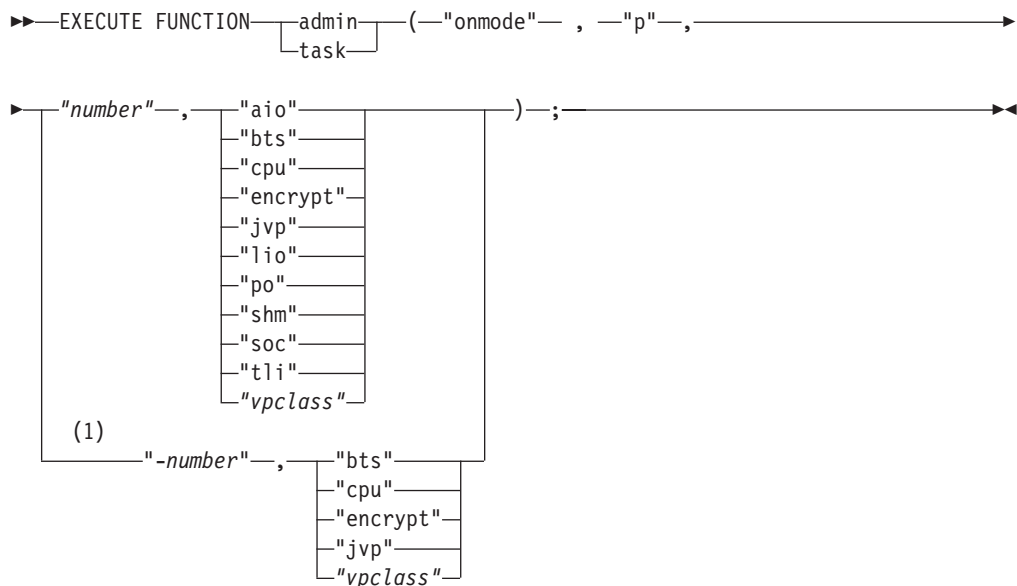 EXECUTE FUNCTION admin ( "onmode" , "p" ,
task
"number" , "aio" ) ;
"bts"
"cpu"
"encrypt"
"jvp"
"lio"
"po"
"shm"
"soc"
"tli"
"vpclass"
(1)
"-number" , "bts"
"cpu"
"encrypt"
"jvp"
"vpclass"